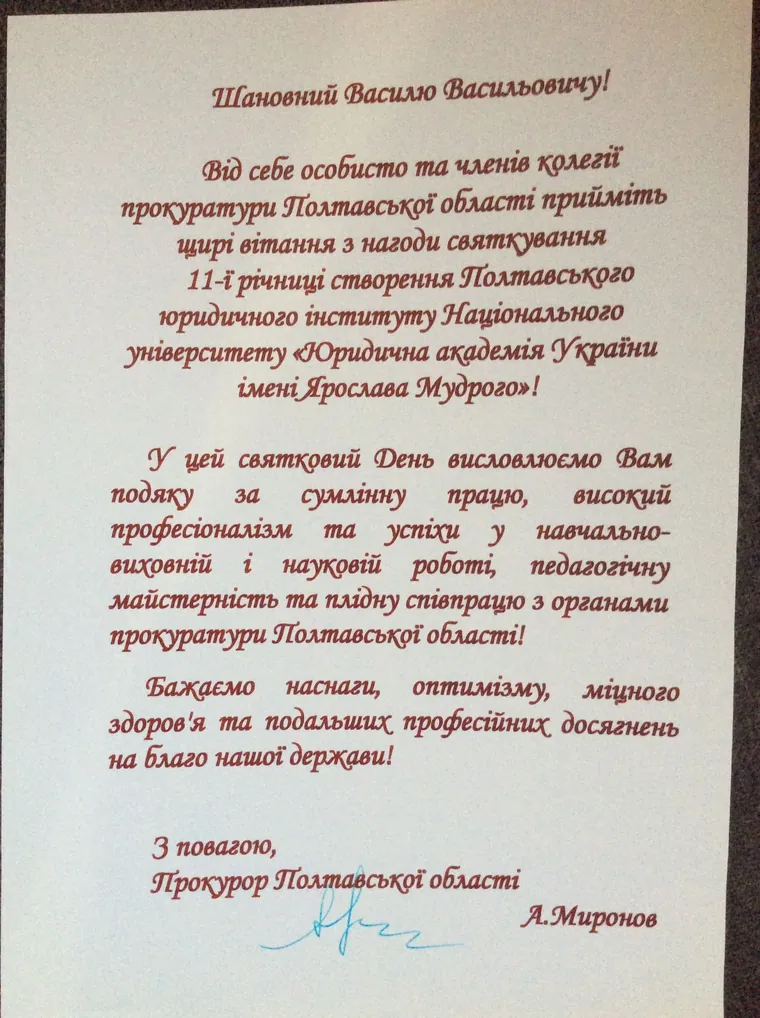 Шановний Василю Васильовичу!
Від себе особисто та членів колегії
прокуратури Полтавської області прийміть
щирі вітання з нагоди святкування
11-ї річниці створення Полтавського
юридичного інституту Національного
університету «Юридична академія України
імені Ярослава Мудрого»!
У цей святковий День висловлюємо Вам
подяку за сумлінну працю, високий
професіоналізм та успіхи у навчально-
виховній і науковій роботі, педагогічну
майстерність та плідну співпрацю з органами
прокуратури Полтавської області!
Бажаємо наснаги, оптимізму, міцного
здоров'я та подальших професійних досягнень
на благо нашої держави!
З повагою,
Прокурор Полтавської області
А.Миронов